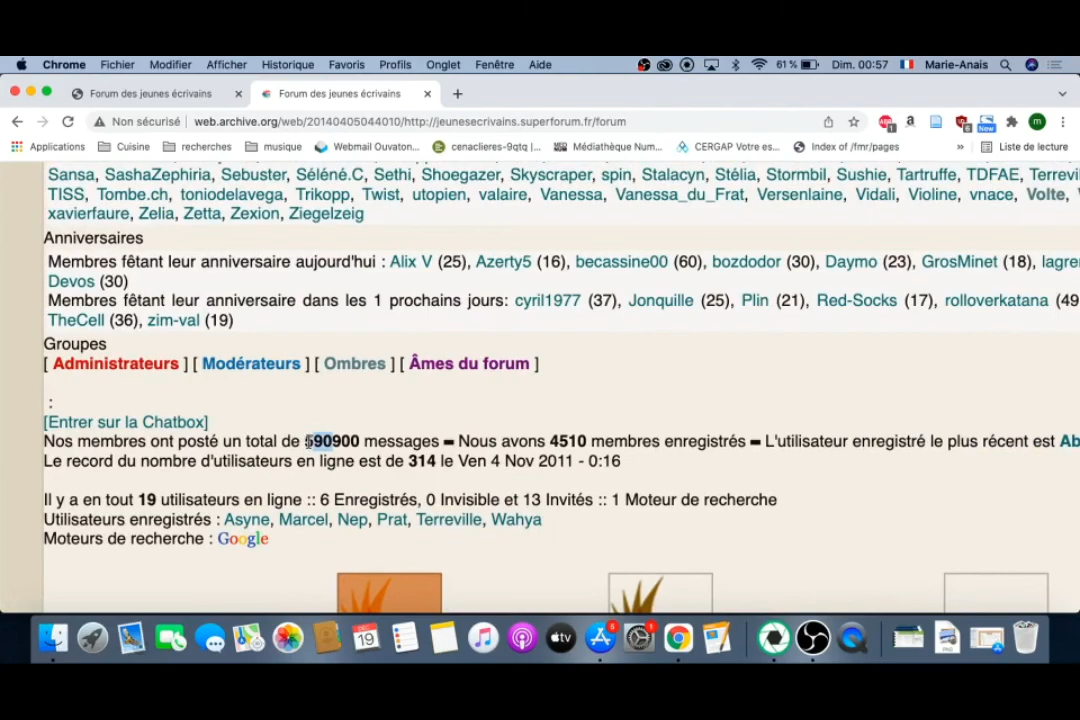 Chrome Fichier Modifier Afficher Historique Favoris Profils Onglet Fenêtre Aide 61 % Dim. 00:57 Marie-Anais
Forum des jeunes écrivains Forum des jeunes écrivains
Non sécurisé web.archive.org/web/20140405044010/http://jeunesecrivains.superforum.fr/forum
Applications Cuisine recherches musique Webmail Ouvaton... cenaclieres-9qtq |... Médiathèque Num... CERGAP Votre es... Index of /fmr/pages » Liste de lecture
Sansa, SashaZephiria, Sebuster, Séléné.C, Sethi, Shoegazer, Skyscraper, spin, Stalacyn, Stélia, Stormbil, Sushie, Tartruffe, TDFAE, Terrevil
TISS, Tombe.ch, toniodelavega, Trikopp, Twist, utopien, valaire, Vanessa, Vanessa_du_Frat, Versenlaine, Vidali, Violine, vnace, Volte,
xavierfaure, Zelia, Zetta, Zexion, Ziegelzeig
Anniversaires
Membres fêtant leur anniversaire aujourd'hui : Alix V (25), Azerty5 (16), becassine00 (60), bozdodor (30), Daymo (23), GrosMinet (18), lagre
Devos (30)
Membres fêtant leur anniversaire dans les 1 prochains jours: cyril1977 (37), Jonquille (25), Plin (21), Red-Socks (17), rolloverkatana (49
TheCell (36), zim-val (19)
Groupes
[ Administrateurs ] [ Modérateurs ] [ Ombres ] [ Âmes du forum ]
:
[Entrer sur la Chatbox]
Nos membres ont posté un total de 590900 messages Nous avons 4510 membres enregistrés L'utilisateur enregistré le plus récent est Ab
Le record du nombre d'utilisateurs en ligne est de 314 le Ven 4 Nov 2011 - 0:16
Il y a en tout 19 utilisateurs en ligne :: 6 Enregistrés, 0 Invisible et 13 Invités :: 1 Moteur de recherche
Utilisateurs enregistrés : Asyne, Marcel, Nep, Prat, Terreville, Wahya
Moteurs de recherche : Google